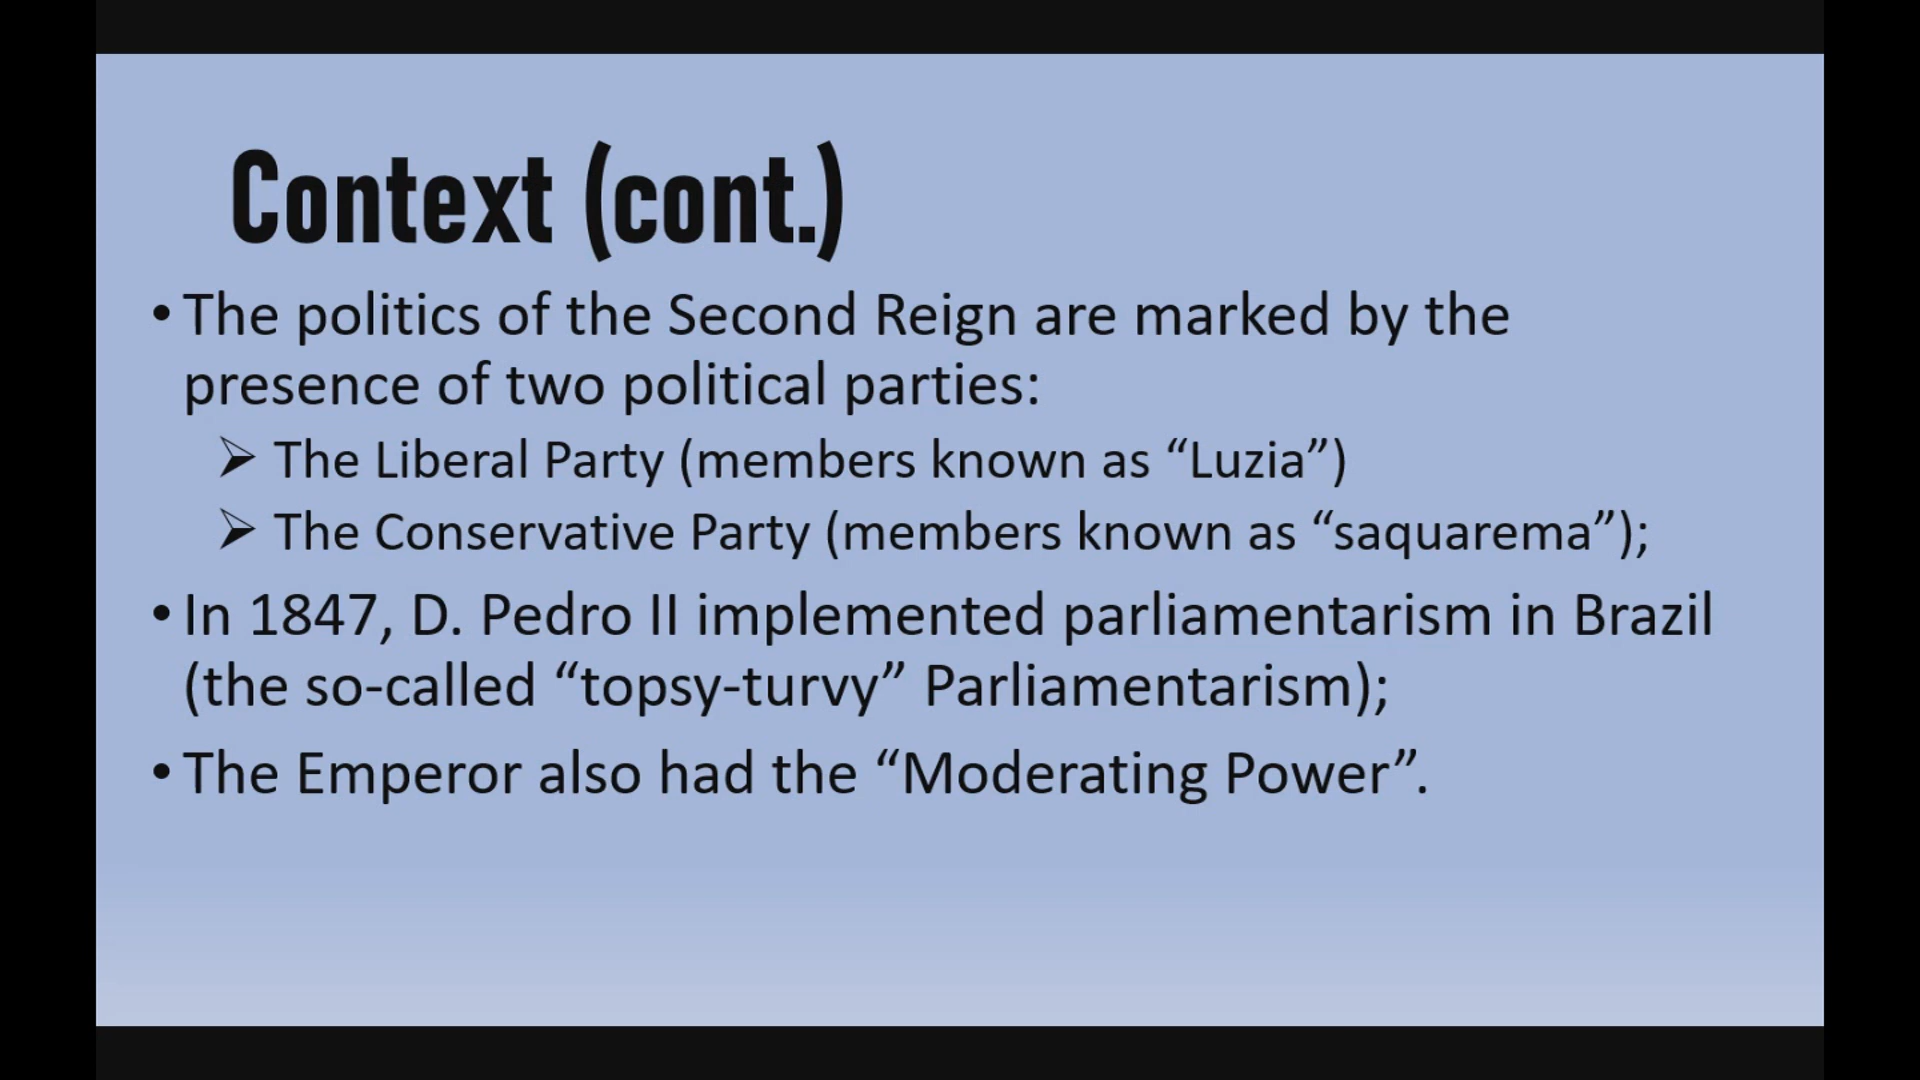 Context (cont.)
• The politics of the Second Reign are marked by the
presence of two political parties:
➢ The Liberal Party (members known as “Luzia”)
➢ The Conservative Party (members known as “saquarema”);
• In 1847, D. Pedro II implemented parliamentarism in Brazil
(the so-called “topsy-turvy” Parliamentarism);
• The Emperor also had the “Moderating Power”.